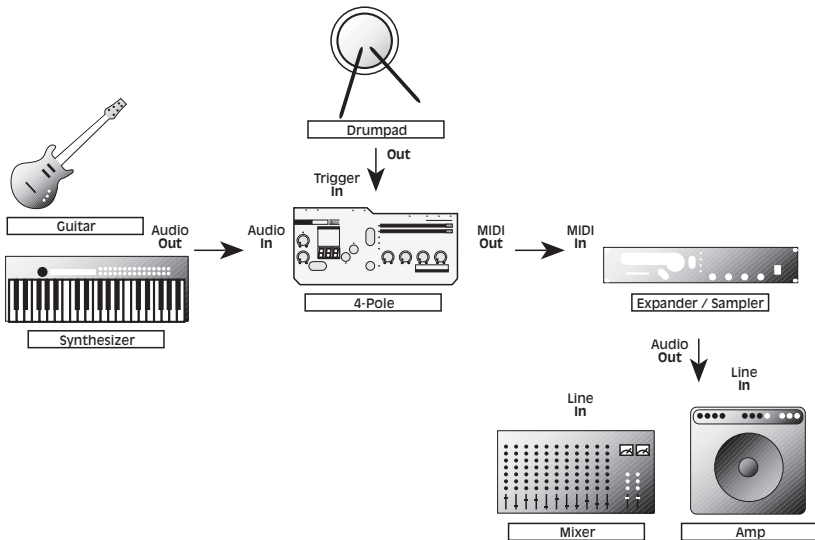 Drumpad
Out
Trigger
In
Guitar
Audio
Out
Audio
In
MIDI
Out
MIDI
In
4-Pole
Expander / Sampler
Synthesizer
Audio
Out
Line
In
Line
In
Mixer
Amp